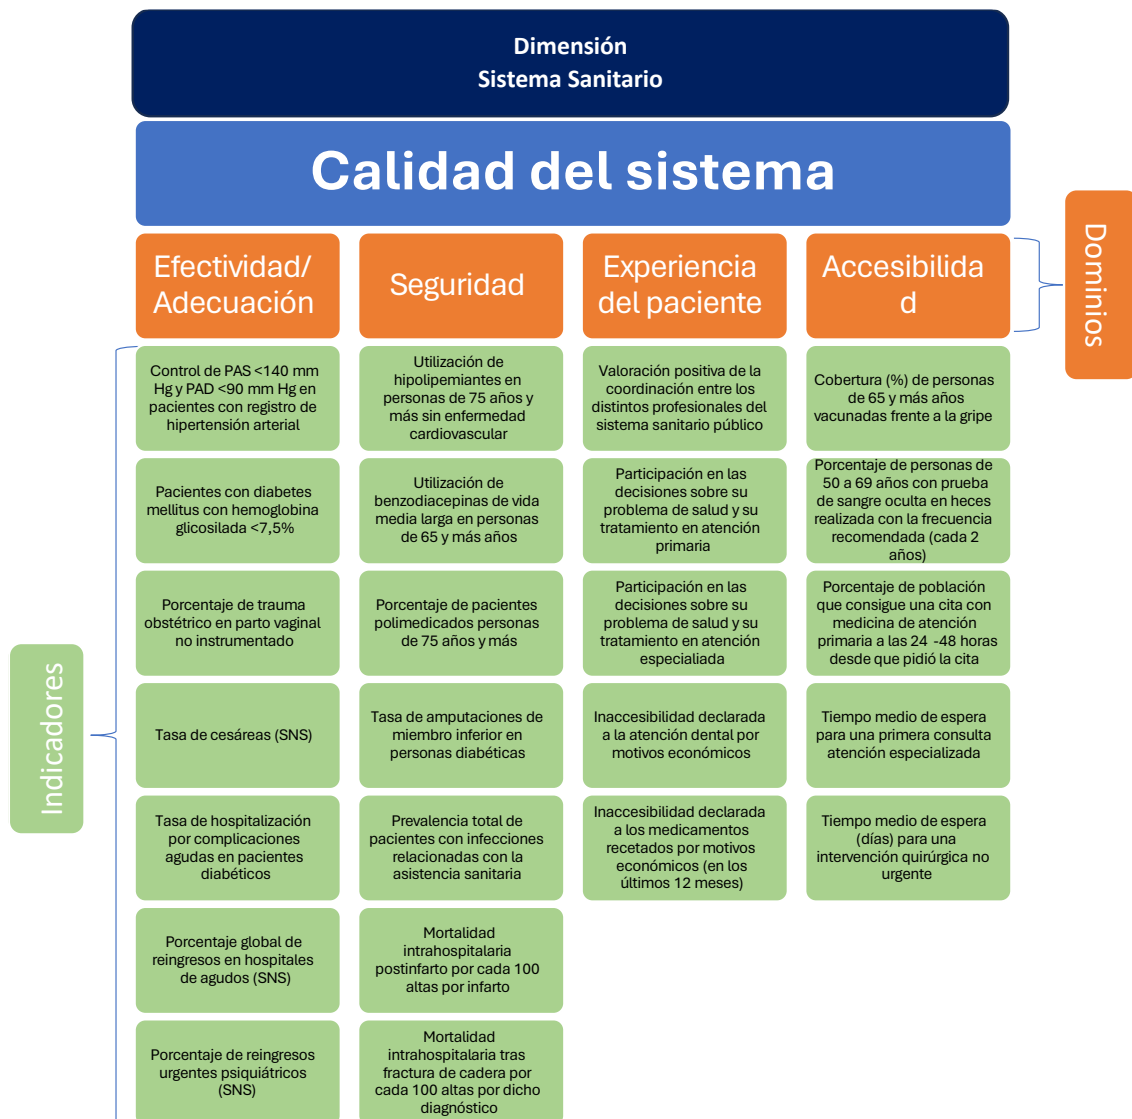 Dimensión
Sistema Sanitario
Calidad del sistema
Dominios
Efectividad/
Adecuación
Seguridad
Experiencia
del paciente
Accesibilida
d
Indicadores
Control de PAS <140 mm
Hg y PAD <90 mm Hg en
pacientes con registro de
hipertensión arterial
Utilización de
hipolipemiantes en
personas de 75 años y
más sin enfermedad
cardiovascular
Valoración positiva de la
coordinación entre los
distintos profesionales del
sistema sanitario público
Cobertura (%) de personas
de 65 y más años
vacunadas frente a la gripe
Pacientes con diabetes
mellitus con hemoglobina
glicosilada <7,5%
Utilización de
benzodiacepinas de vida
media larga en personas
de 65 y más años
Participación en las
decisiones sobre su
problema de salud y su
tratamiento en atención
primaria
Porcentaje de personas de
50 a 69 años con prueba
de sangre oculta en heces
realizada con la frecuencia
recomendada (cada 2
años)
Porcentaje de trauma
obstétrico en parto vaginal
no instrumentado
Porcentaje de pacientes
polimedicados personas
de 75 años y más
Participación en las
decisiones sobre su
problema de salud y su
tratamiento en atención
especialiada
Porcentaje de población
que consigue una cita con
medicina de atención
primaria a las 24 -48 horas
desde que pidió la cita
Tasa de cesáreas (SNS)
Tasa de amputaciones de
miembro inferior en
personas diabéticas
Inaccesibilidad declarada
a la atención dental por
motivos económicos
Tiempo medio de espera
para una primera consulta
atención especializada
Tasa de hospitalización
por complicaciones
agudas en pacientes
diabéticos
Prevalencia total de
pacientes con infecciones
relacionadas con la
asistencia sanitaria
Inaccesibilidad declarada
a los medicamentos
recetados por motivos
económicos (en los
últimos 12 meses)
Tiempo medio de espera
(días) para una
intervención quirúrgica no
urgente
Porcentaje global de
reingresos en hospitales
de agudos (SNS)
Mortalidad
intrahospitalaria
postinfarto por cada 100
altas por infarto
Porcentaje de reingresos
urgentes psiquiátricos
(SNS)
Mortalidad
intrahospitalaria tras
fractura de cadera por
cada 100 altas por dicho
diagnóstico